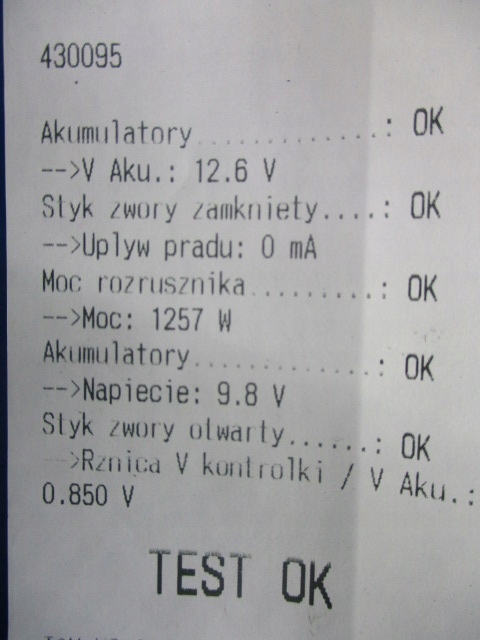 430095
Akumulatory..............: OK
-->V Aku.: 12.6 V
Styk zwory zamkniety....: OK
-->Uplyw pradu: 0 mA
Moc rozrusznika.........: OK
-->Moc: 1257 W
Akumulatory.............: OK
-->Napiecie: 9.8 V
Styk zwory otwarty......: OK
-->Rznica V kontrolki / V Aku.:
0.850 V
TEST OK